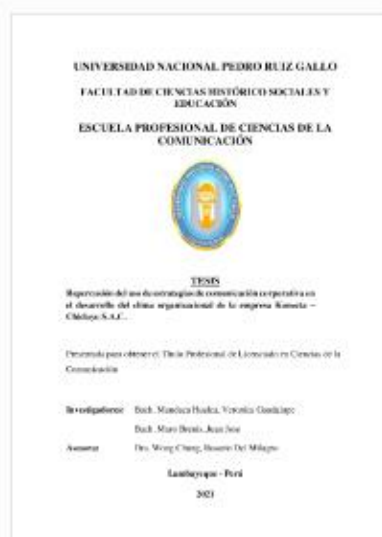 UNIVERSIDAD NACIONAL PEDRO RUIZ GALLO
FACULTAD DE CIENCIAS HISTÓRICO SOCIALES Y
EDUCACIÓN
ESCUELA PROFESIONAL DE CIENCIAS DE LA
COMUNICACIÓN
TESIS
Repercusión del uso de estrategias de comunicación corporativa en
el desarrollo del clima organizacional de la empresa –
Chiclayo S.A.C.
Presentada para obtener el Título Profesional de Licenciado en Ciencias de la
Comunicación
Investigadores: Bach. Veronica Guadalupe
Bach. Juan Jose
Asesora: Dra. Wong Chung, Rosario Del Milagro
Lambayeque - Perú
2021